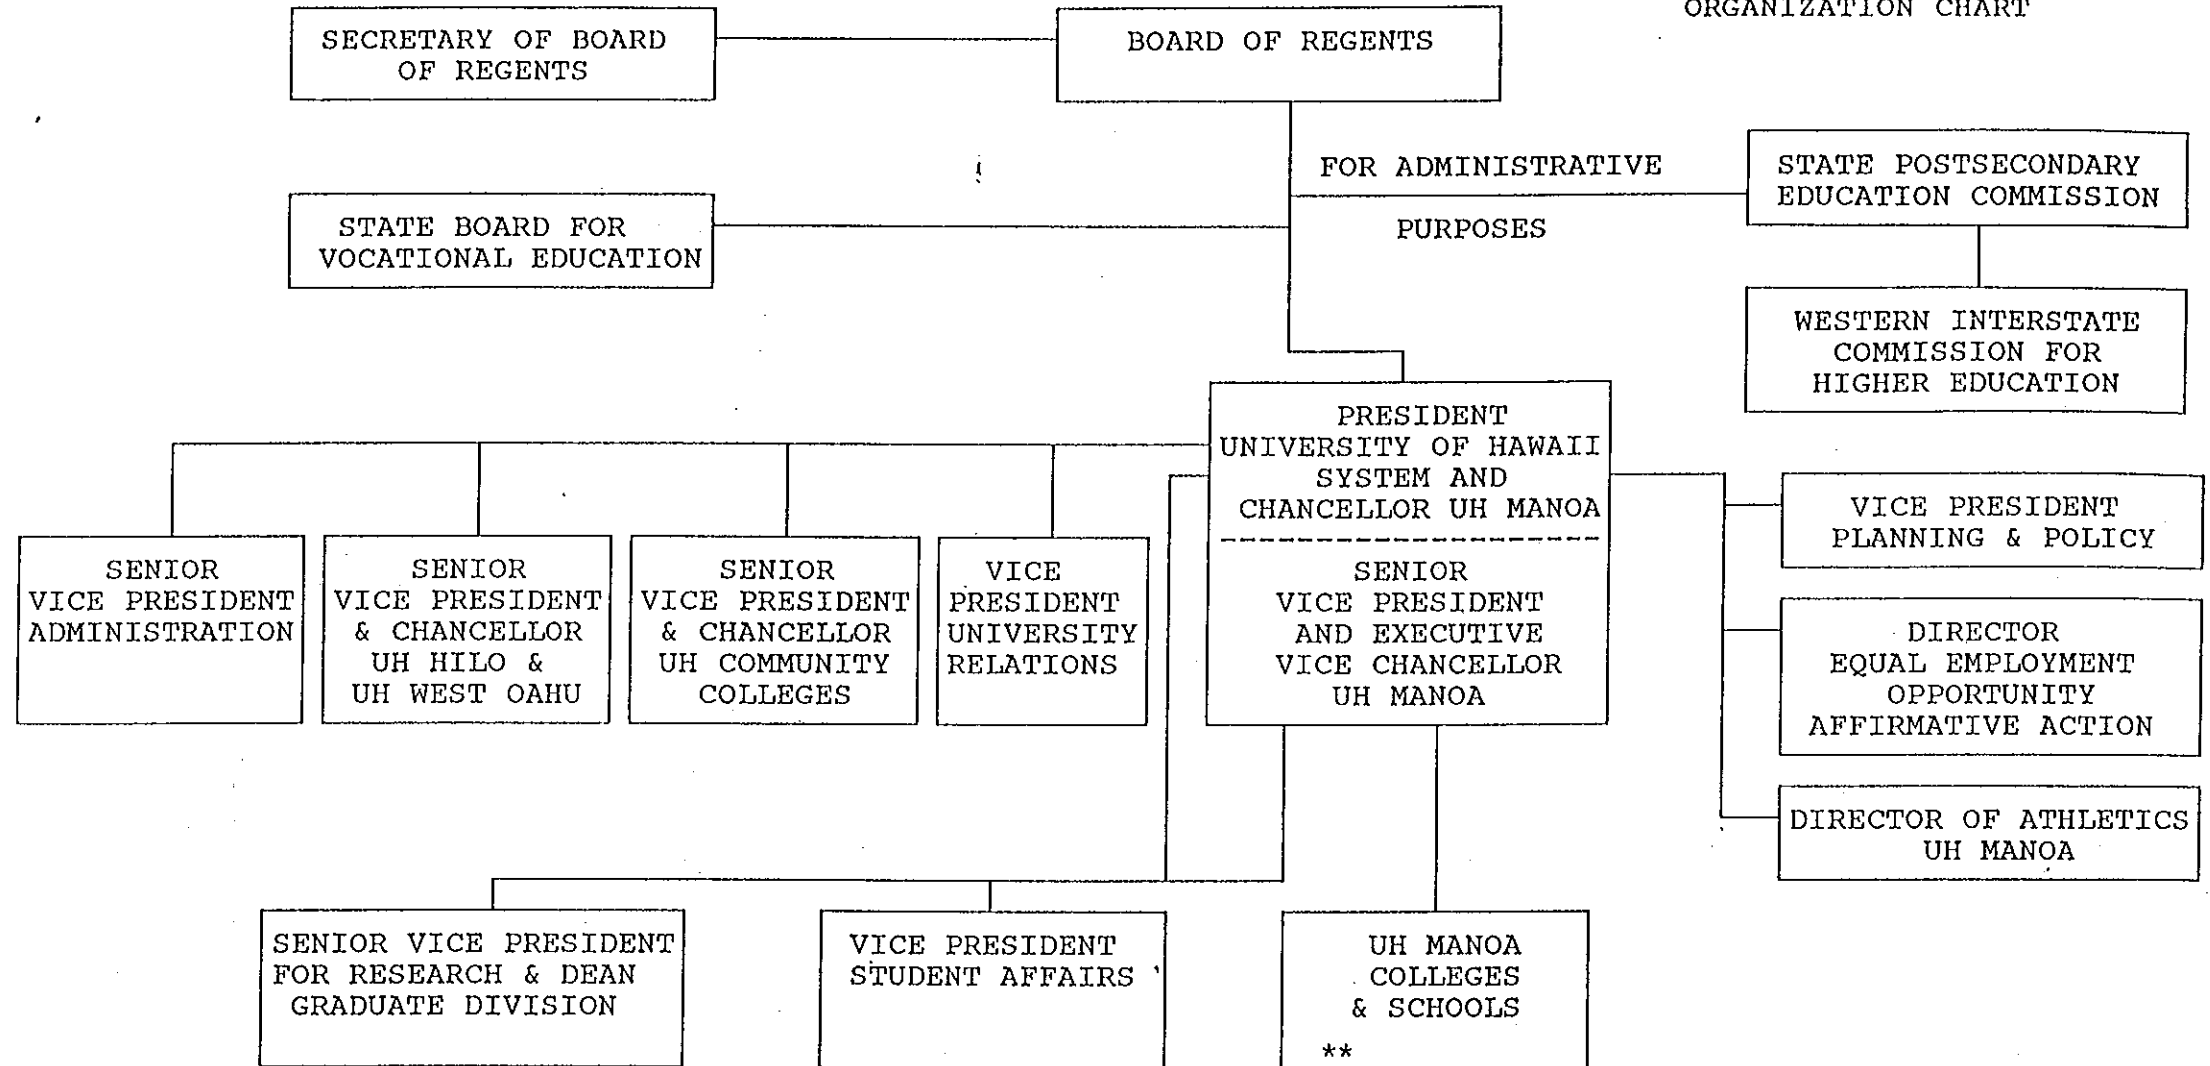 ORGANIZATION CHART
SECRETARY OF BOARD
OF REGENTS
BOARD OF REGENTS
FOR ADMINISTRATIVE
PURPOSES
STATE POSTSECONDARY
EDUCATION COMMISSION
STATE BOARD FOR
VOCATIONAL EDUCATION
WESTERN INTERSTATE
COMMISSION FOR
HIGHER EDUCATION
PRESIDENT
UNIVERSITY OF HAWAII
SYSTEM AND
CHANCELLOR UH MANOA
SENIOR
VICE PRESIDENT
AND EXECUTIVE
VICE CHANCELLOR
UH MANOA
SENIOR
VICE PRESIDENT
ADMINISTRATION
SENIOR
VICE PRESIDENT
& CHANCELLOR
UH HILO &
UH WEST OAHU
SENIOR
VICE PRESIDENT
& CHANCELLOR
UH COMMUNITY
COLLEGES
VICE
PRESIDENT
UNIVERSITY
RELATIONS
VICE PRESIDENT
PLANNING & POLICY
DIRECTOR
EQUAL EMPLOYMENT
OPPORTUNITY
AFFIRMATIVE ACTION
DIRECTOR OF ATHLETICS
UH MANOA
SENIOR VICE PRESIDENT
FOR RESEARCH & DEAN
GRADUATE DIVISION
VICE PRESIDENT
STUDENT AFFAIRS
UH MANOA
COLLEGES
& SCHOOLS
**